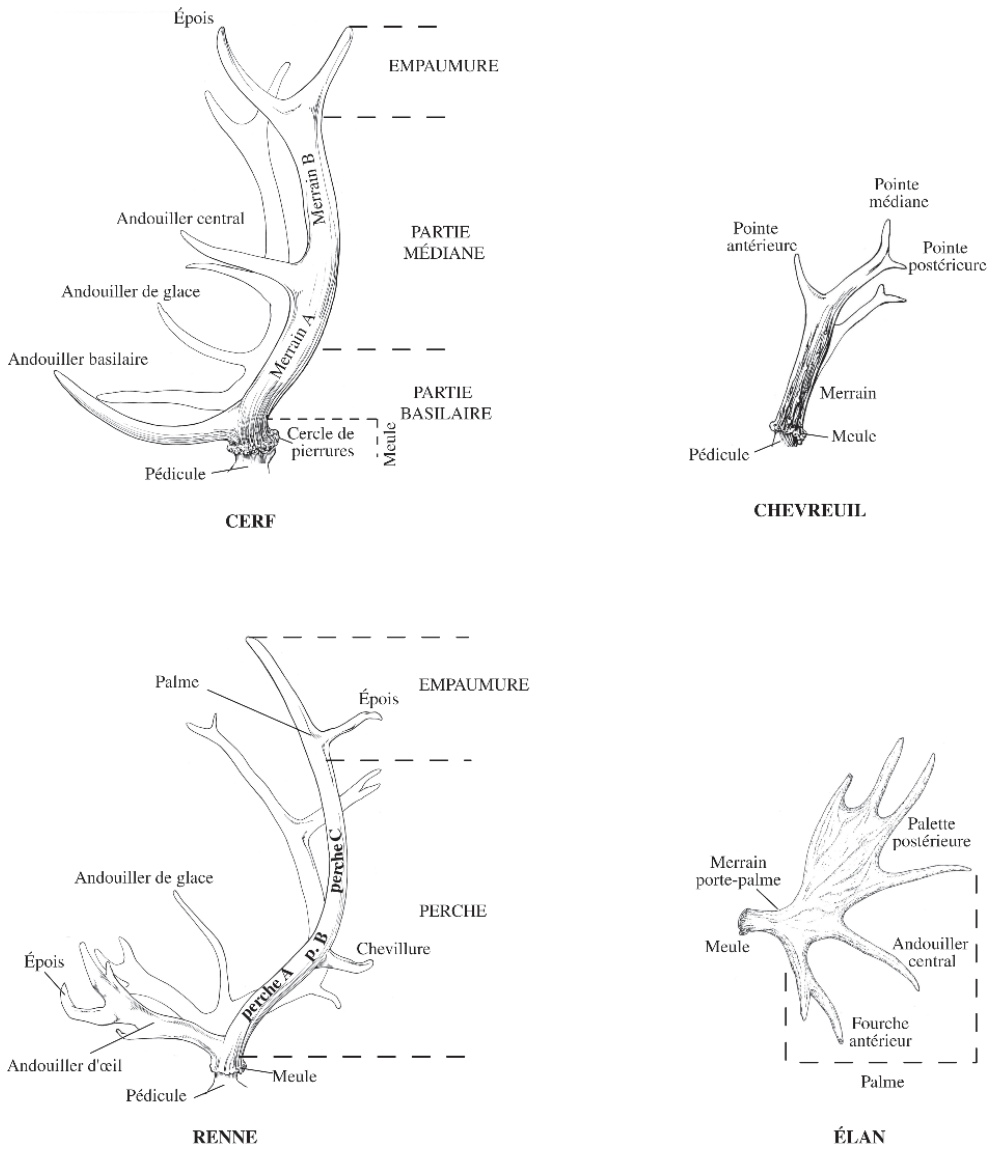 Épois
EMPAUMURE
Merrain B
Andouiller central
PARTIE
MÉDIANE
Andouiller de glace
Merrain A
Andouiller basilaire
PARTIE
BASILAIRE
Cercle de
pierrures
Meule
Pédicule
CERF
Pointe
médiane
Pointe
antérieure
Pointe
postérieure
Merrain
Meule
Pédicule
CHEVREUIL
Palme
EMPAUMURE
Épois
perche C
Andouiller de glace
PERCHE
p. B
Chevillure
perche A
Épois
Andouiller d'œil
Meule
Pédicule
RENNE
Palette
postérieure
Merrain
porte-palme
Meule
Andouiller
central
Fourche
antérieur
Palme
ÉLAN